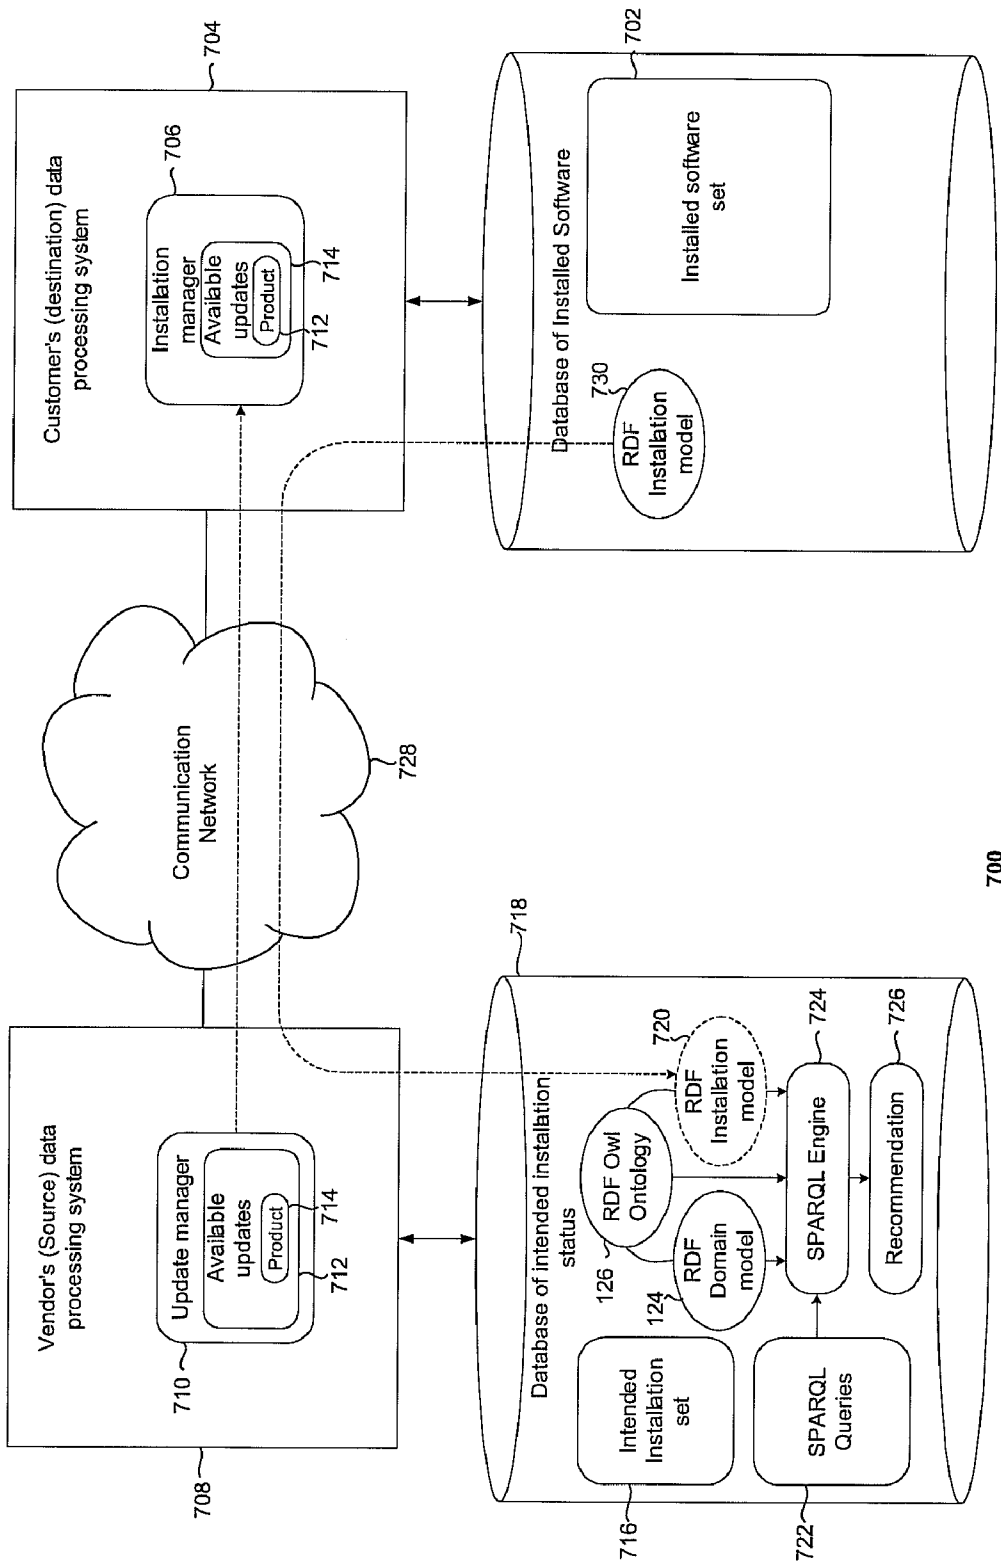 Vendor's (Source) data
processing system
708
710
Update manager
Available
updates
Product
714
712
Communication
Network
728
Customer's (destination) data
processing system
704
706
Installation
manager
Available
updates
Product
714
712
Database of intended installation
status
718
Intended
Installation
set
716
126
RDF Owl
Ontology
124
RDF
Domain
model
720
RDF
Installation
model
SPARQL
Queries
722
SPARQL Engine
724
Recommendation
726
Database of Installed Software
730
RDF
Installation
model
Installed software
set
702
700